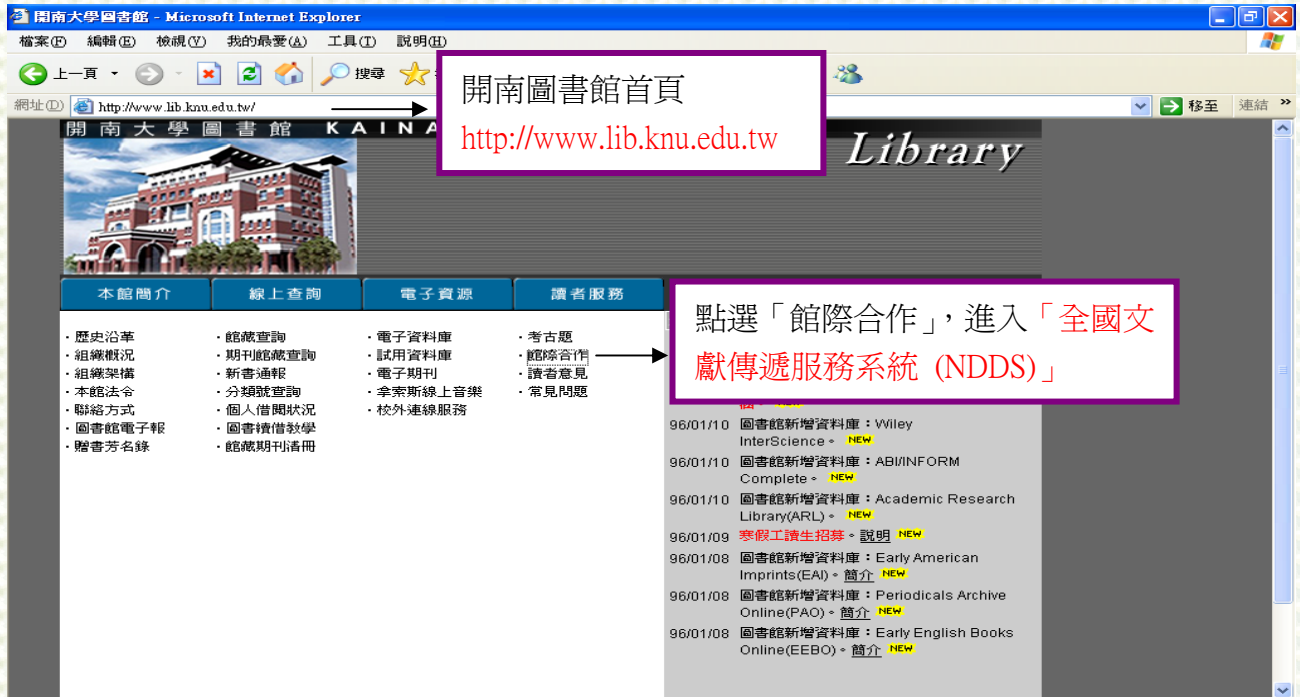 開南大學圖書館 - Microsoft Internet Explorer
檔案(F) 編輯(E) 檢視(V) 我的最愛(A) 工具(T) 說明(H)
上一頁 搜尋
網址(D) http://www.lib.knu.edu.tw/ 移至 連結 »
開南圖書館首頁
http://www.lib.knu.edu.tw
開南大學圖書館 KAINA
Library
本館簡介 線上查詢 電子資源 讀者服務
點選「館際合作」，進入「全國文
獻傳遞服務系統 (NDDS)」
·歷史沿革
·組織概況
·組織架構
·本館法令
·聯絡方式
·圖書館電子報
·贈書芳名錄
·館藏查詢
·期刊館藏查詢
·新書通報
·分類號查詢
·個人借閱狀況
·圖書續借教學
·館藏期刊清冊
·電子資料庫
·試用資料庫
·電子期刊
·拿索斯線上音樂
·校外連線服務
·考古題
·館際合作
·讀者意見
·常見問題
96/01/10 圖書館新增資料庫：Wiley
InterScience。 NEW
96/01/10 圖書館新增資料庫：ABI/INFORM
Complete。 NEW
96/01/10 圖書館新增資料庫：Academic Research
Library(ARL)。 NEW
96/01/09 寒假工讀生招募。說明 NEW
96/01/08 圖書館新增資料庫：Early American
Imprints(EAI)。簡介 NEW
96/01/08 圖書館新增資料庫：Periodicals Archive
Online(PAO)。簡介 NEW
96/01/08 圖書館新增資料庫：Early English Books
Online(EEBO)。簡介 NEW